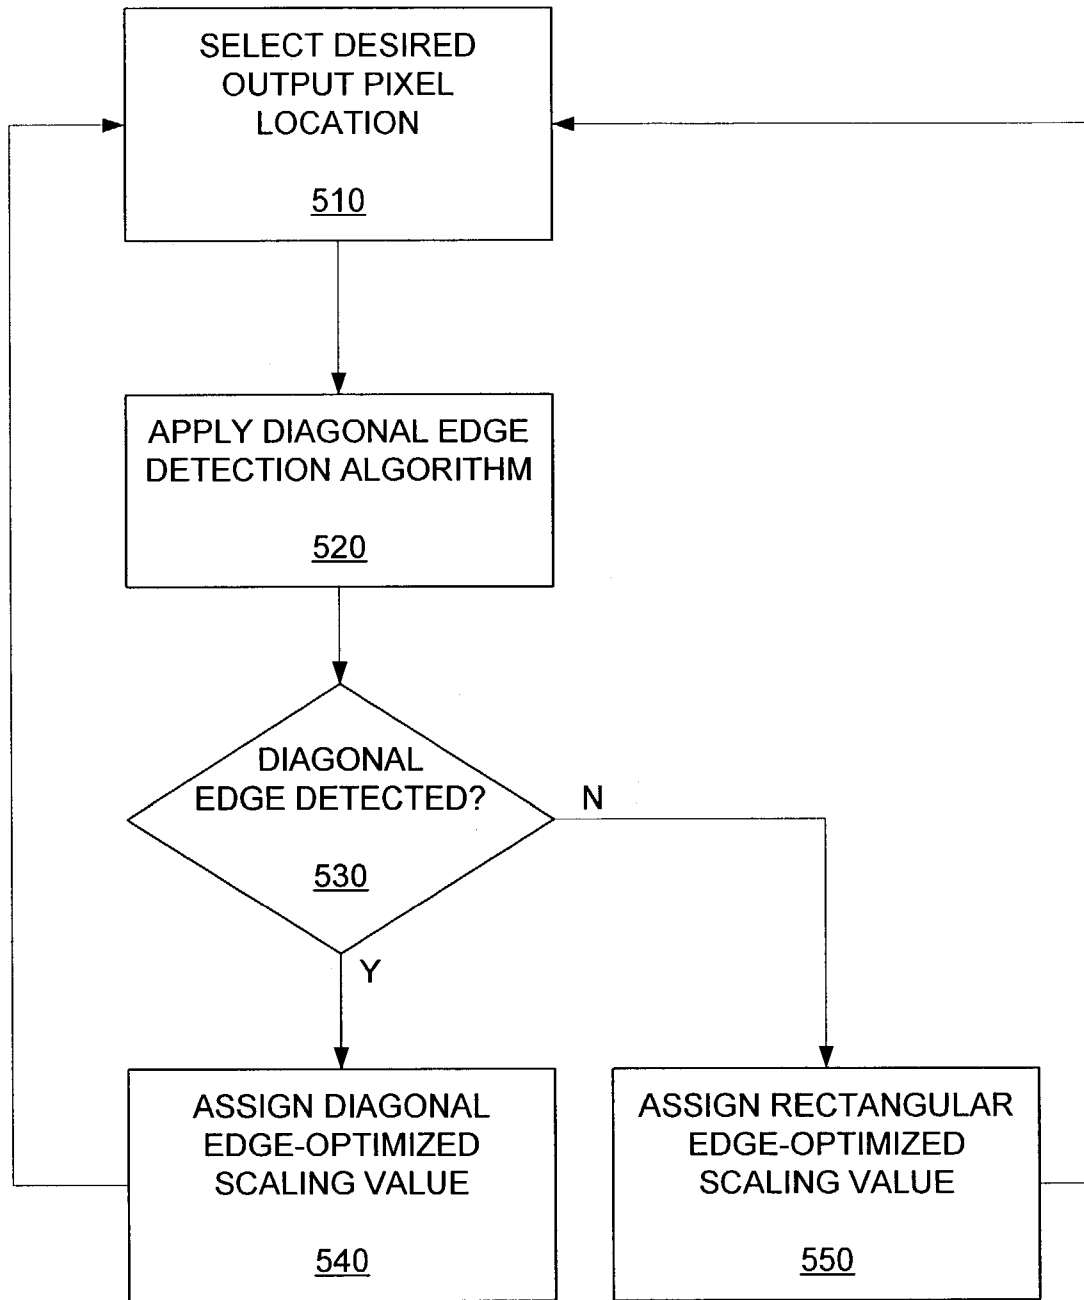 SELECT DESIRED
OUTPUT PIXEL
LOCATION
510
APPLY DIAGONAL EDGE
DETECTION ALGORITHM
520
DIAGONAL
EDGE DETECTED?
530
N
Y
ASSIGN DIAGONAL
EDGE-OPTIMIZED
SCALING VALUE
540
ASSIGN RECTANGULAR
EDGE-OPTIMIZED
SCALING VALUE
550